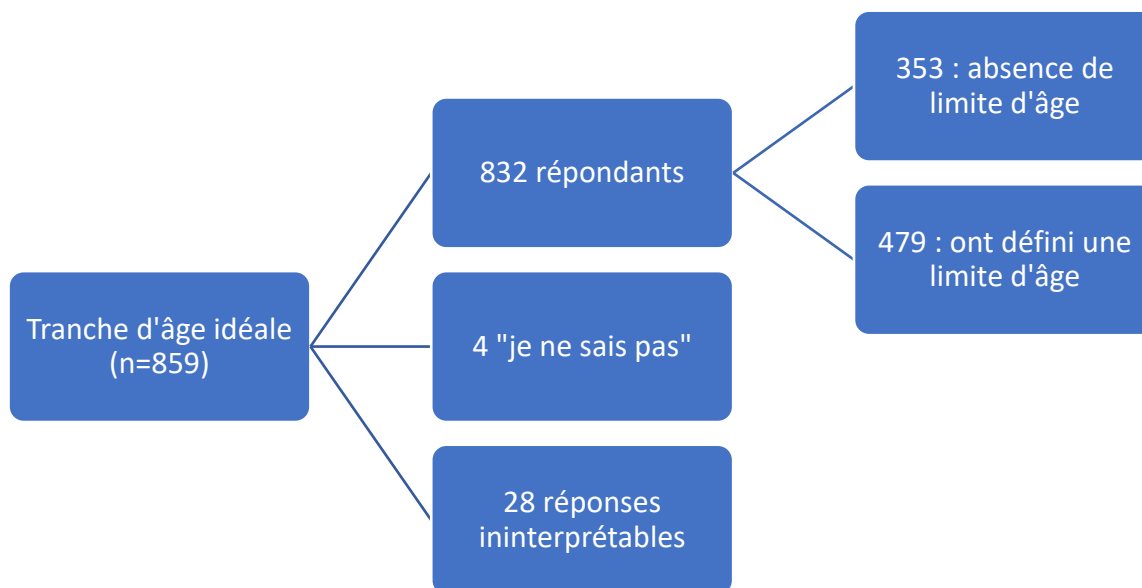 353 : absence de
limite d'âge
832 répondants
479 : ont défini une
limite d'âge
Tranche d'âge idéale
(n=859)
4 "je ne sais pas"
28 réponses
ininterprétables